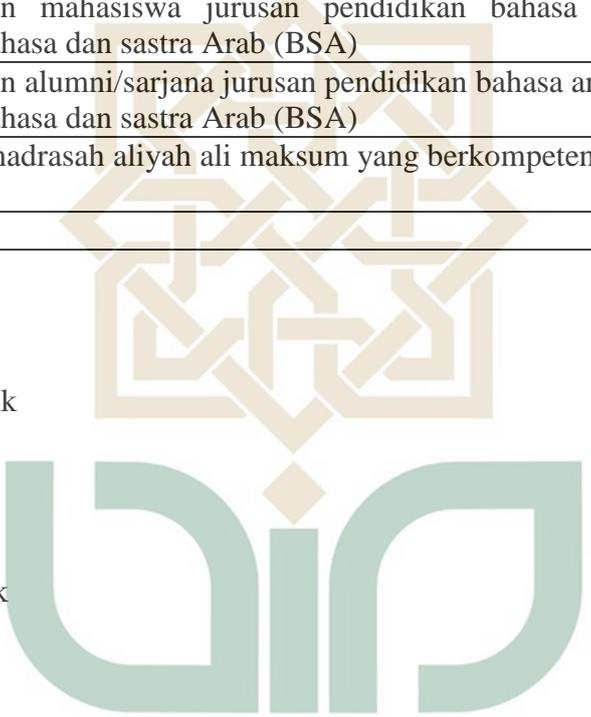 n mahasiswa jurusan pendidikan bahasa
hasa dan sastra Arab (BSA)
n alumni/sarjana jurusan pendidikan bahasa ar
hasa dan sastra Arab (BSA)
nadrasah aliyah ali maksum yang berkompeten
k
k